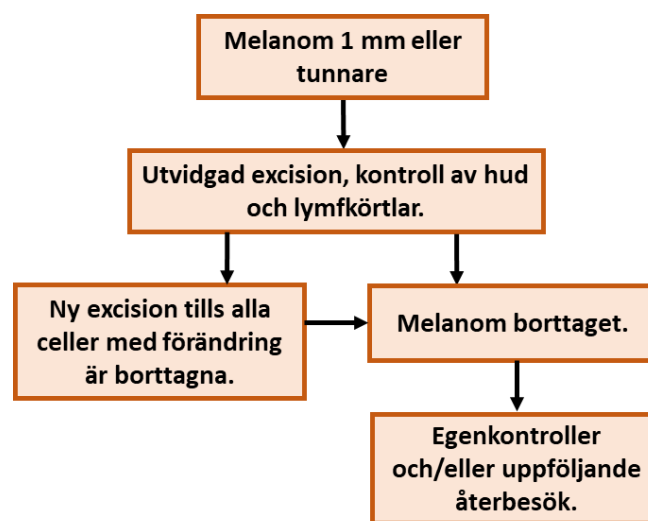 Melanom 1 mm eller
tunnare
Utvidgad excision, kontroll av hud
och lymfkörtlar.
Ny excision tills alla
celler med förändring
är borttagna.
Melanom borttaget.
Egenkontroller
och/eller uppföljande
återbesök.